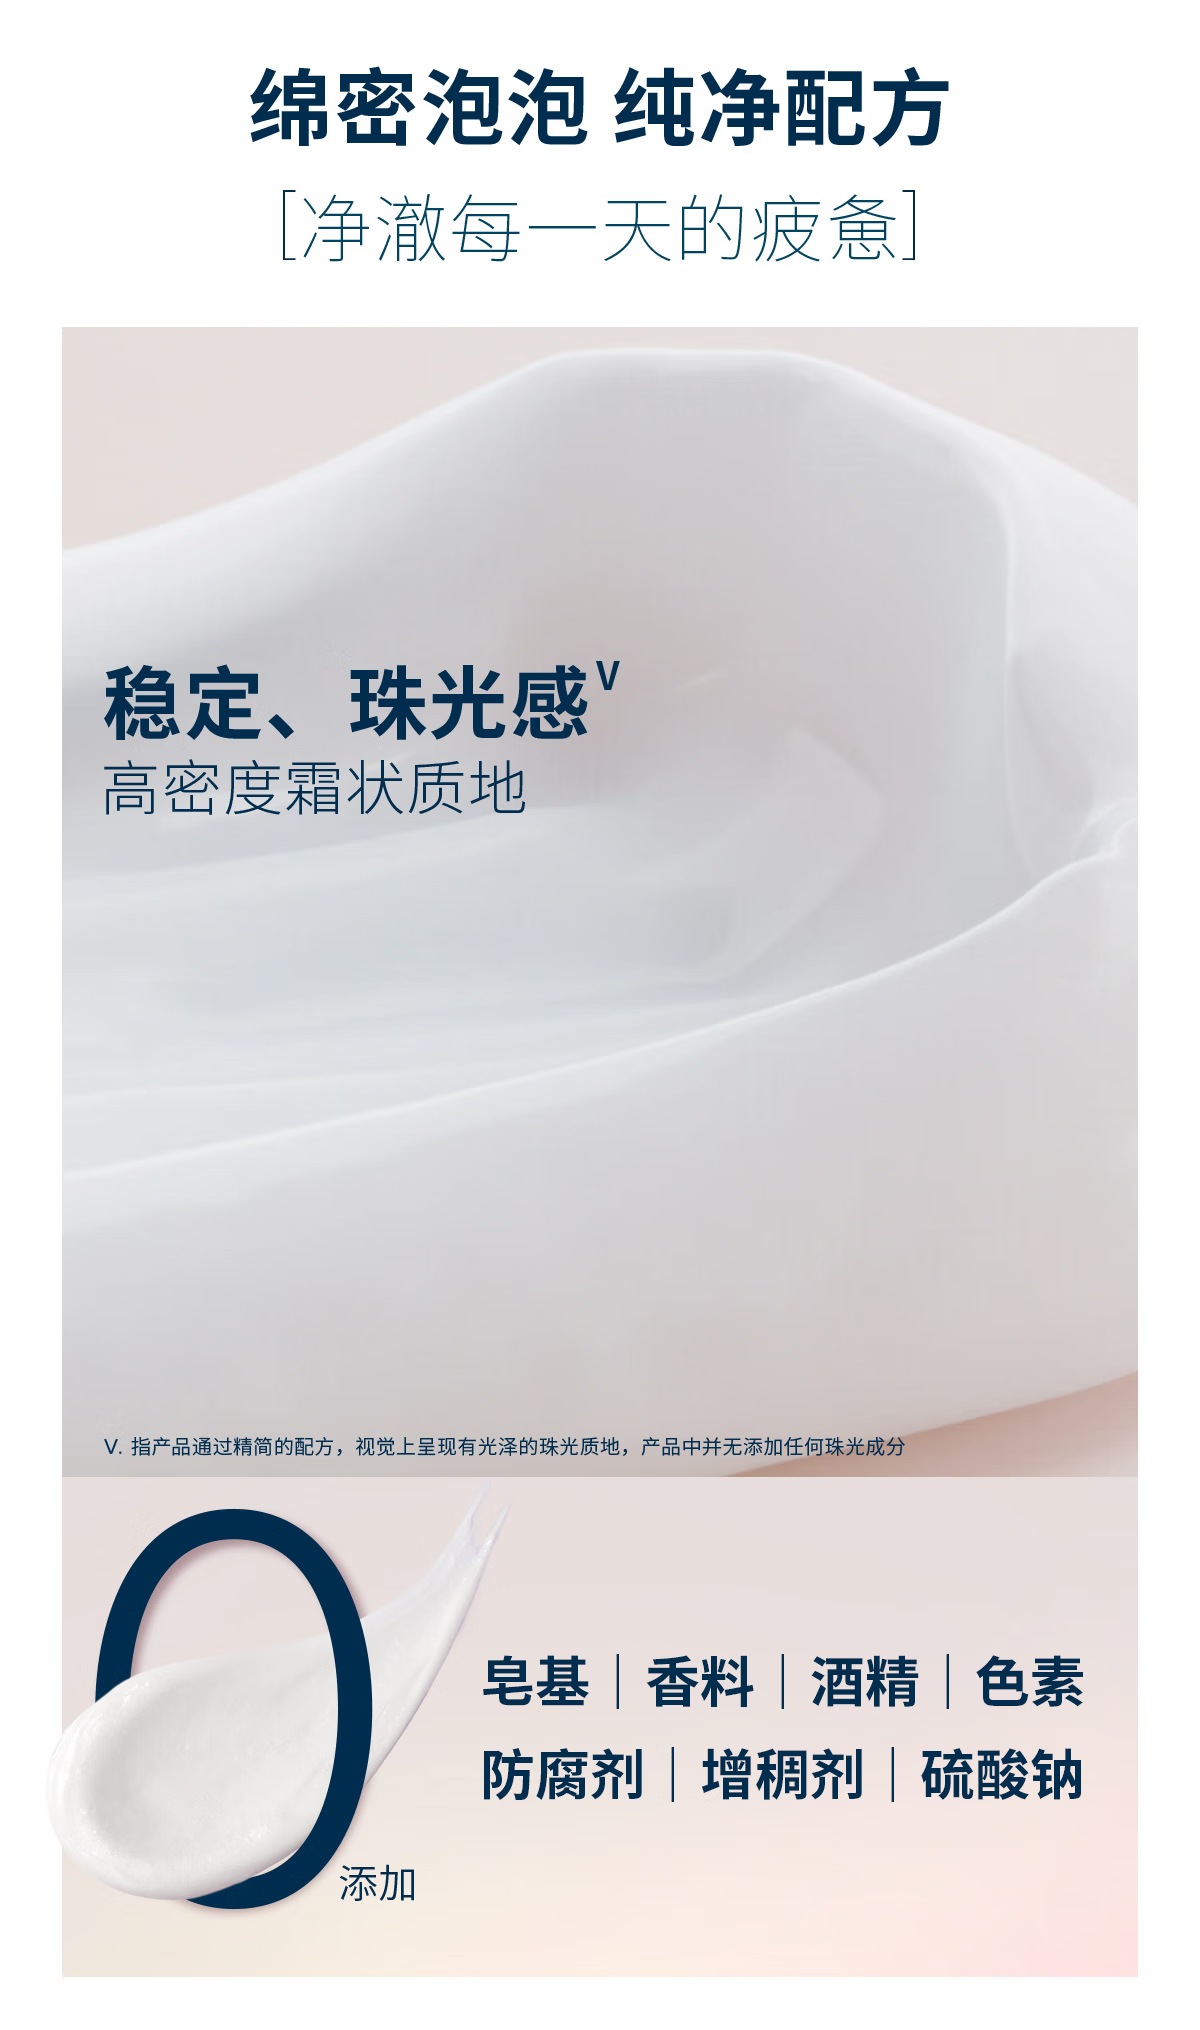 绵密泡泡 纯净配方
[净澈每一天的疲惫]
稳定、珠光感V
高密度霜状质地
V. 指产品通过精简的配方，视觉上呈现有光泽的珠光质地，产品中并无添加任何珠光成分
0
皂基｜香料｜酒精｜色素
防腐剂｜增稠剂｜硫酸钠
添加